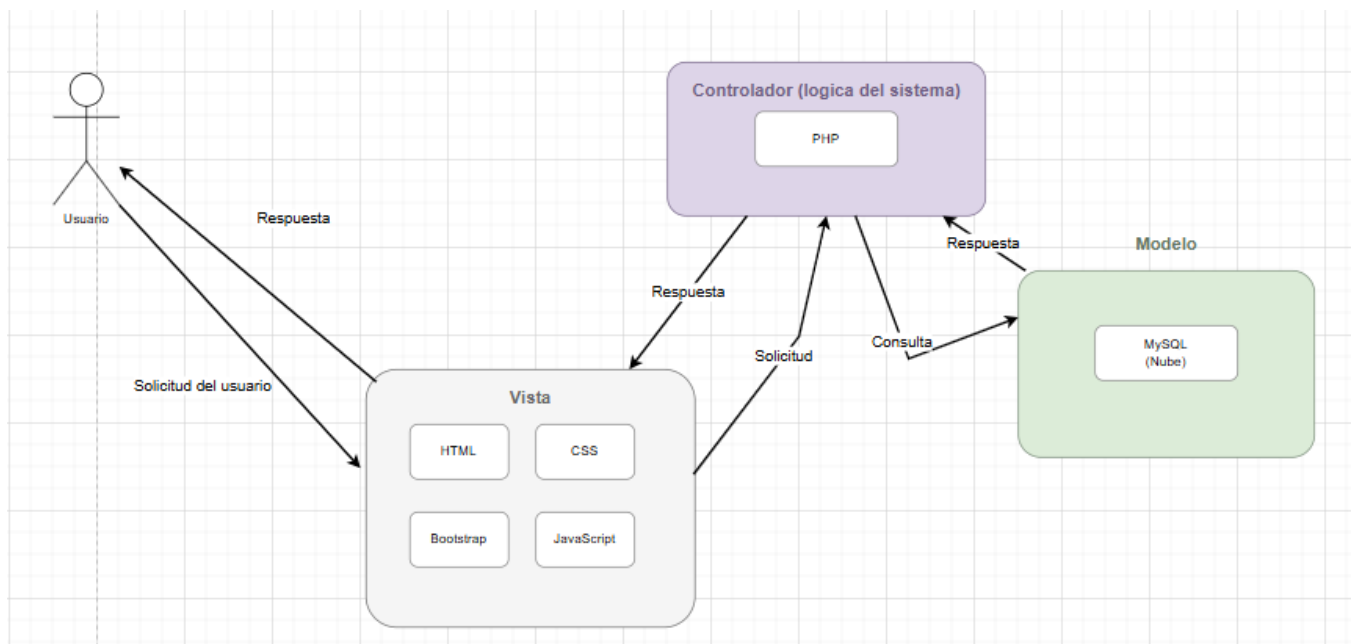 Controlador (logica del sistema)
PHP
Usuario
Respuesta
Respuesta
Modelo
Respuesta
Consulta
MySQL
(Nube)
Solicitud
Solicitud del usuario
Vista
HTML
CSS
Bootstrap
JavaScript